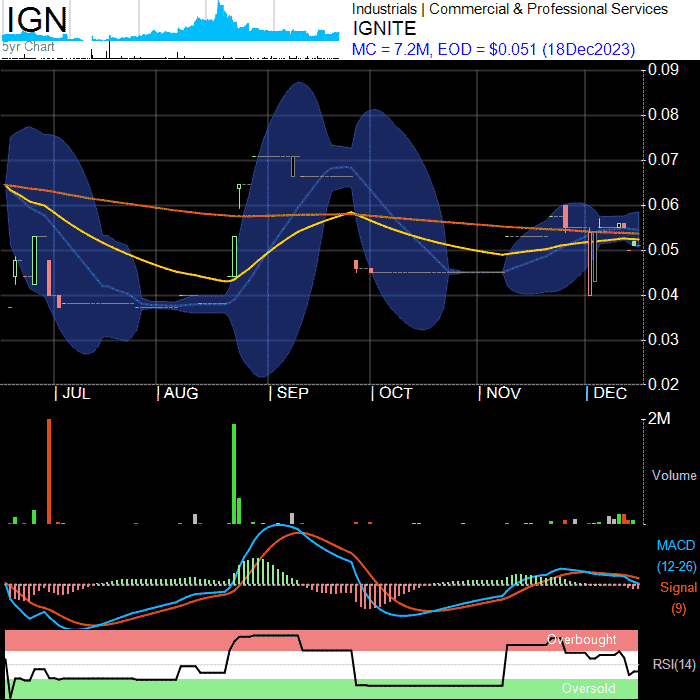 IGN
5yr Chart
Industrials | Commercial & Professional Services
IGNITE
MC = 7.2M, EOD = $0.051 (18Dec2023)
0.09
0.08
0.07
0.06
0.05
0.04
0.03
0.02
| JUL
| AUG
| SEP
| OCT
| NOV
| DEC
2M
Volume
MACD
(12-26)
Signal
(9)
Overbought
RSI(14)
Oversold